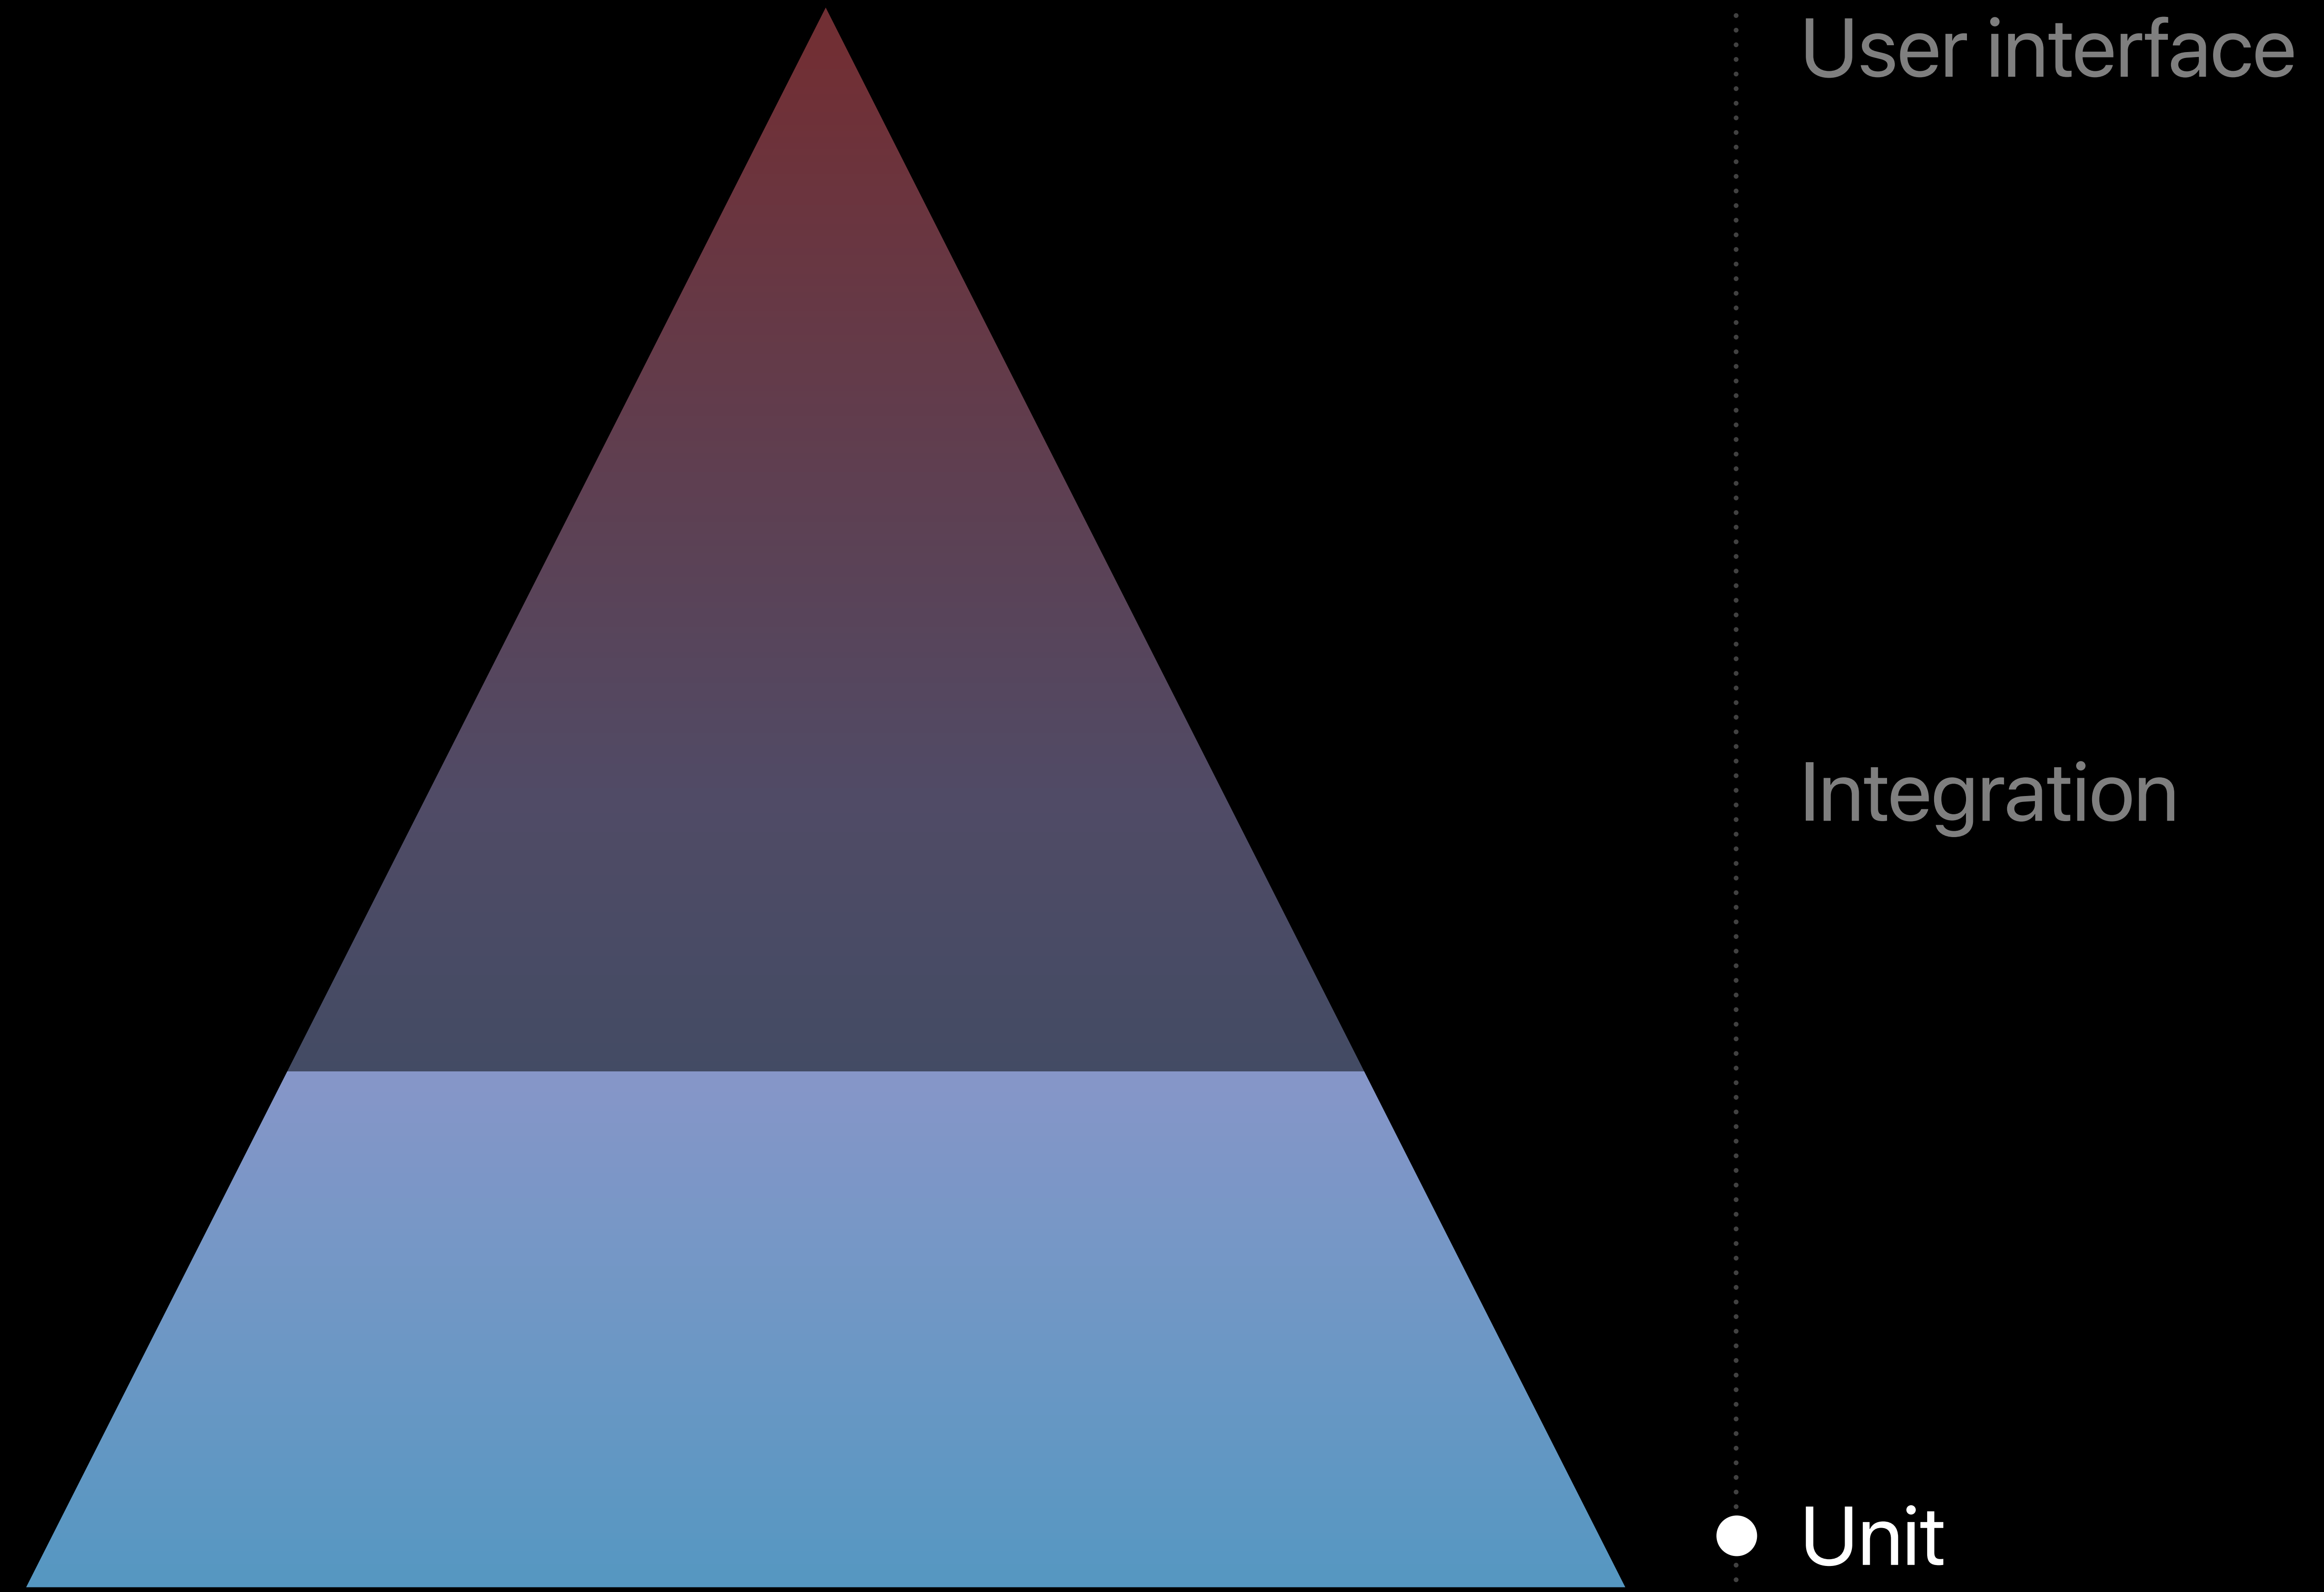 User interface
Integration
Unit